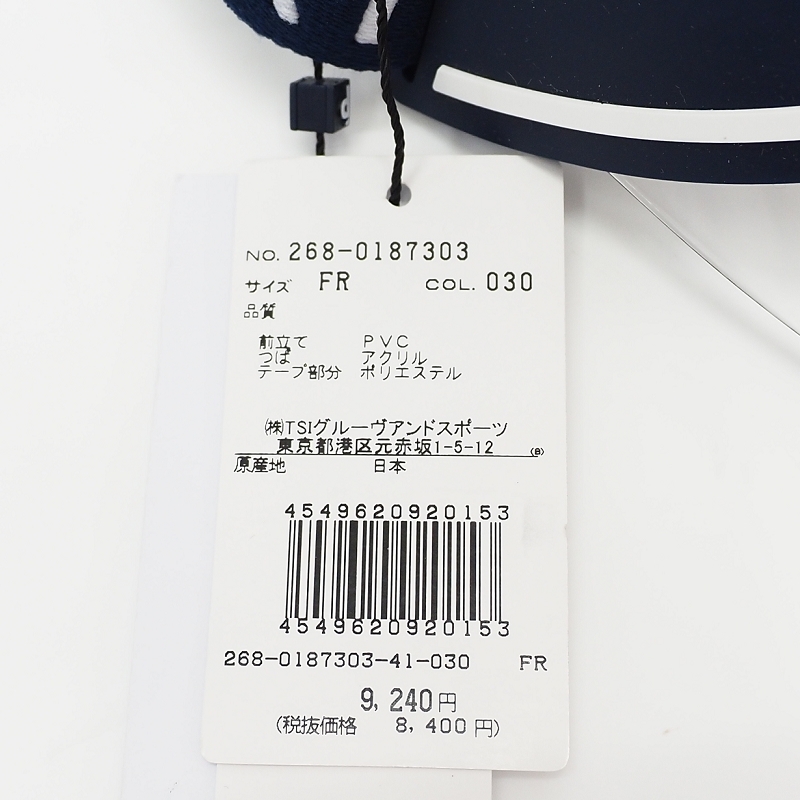 NO. 268-0187303
サイズ FR COL. 030
品質
前立て PVC
つば アクリル
テープ部分 ポリエステル
㈱TSIグルーヴアンドスポーツ
東京都港区元赤坂1-5-12 (B)
原産地 日本
4549620920153
4549620920153
268-0187303-41-030 FR
9,240円
(税抜価格 8,400円)